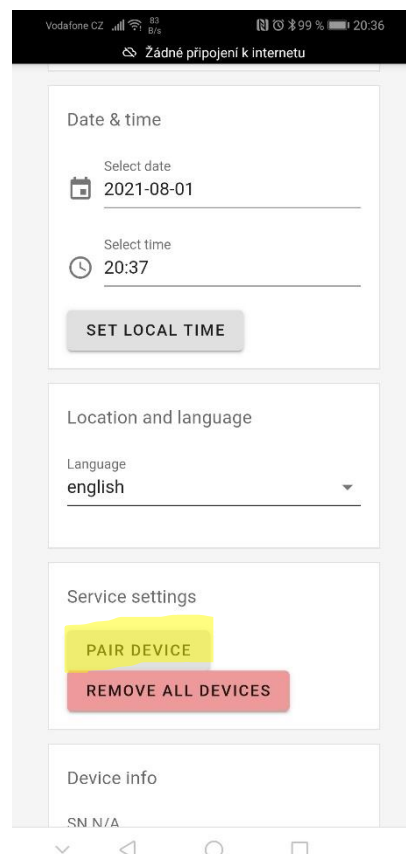 Vodafone CZ 83 B/s 99 % 20:36
Žádné připojení k internetu
Date & time
Select date
2021-08-01
Select time
20:37
SET LOCAL TIME
Location and language
Language
english
Service settings
PAIR DEVICE
REMOVE ALL DEVICES
Device info
SN N/A